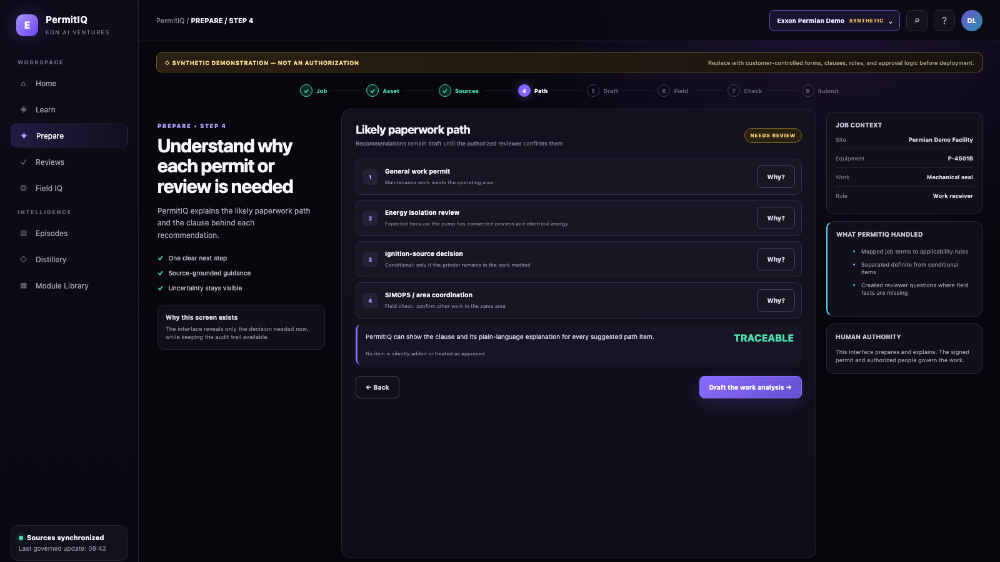 E
PermitIQ
EON AI VENTURES
WORKSPACE
Home
Learn
Prepare
Reviews
Field IQ
INTELLIGENCE
Episodes
Distillery
Module Library
Sources synchronized
Last governed update: 08:42
PermitIQ / PREPARE / STEP 4
Exxon Permian Demo SYNTHETIC
?
DL
◇ SYNTHETIC DEMONSTRATION — NOT AN AUTHORIZATION
Replace with customer-controlled forms, clauses, roles, and approval logic before deployment.
✓ Job
✓ Asset
✓ Sources
4 Path
5 Draft
6 Field
7 Check
8 Submit
PREPARE • STEP 4
Understand why
each permit or
review is needed
PermitIQ explains the likely paperwork path
and the clause behind each
recommendation.
✓ One clear next step
✓ Source-grounded guidance
✓ Uncertainty stays visible
Why this screen exists
The interface reveals only the decision needed now,
while keeping the audit trail available.
Likely paperwork path
Recommendations remain draft until the authorized reviewer confirms them
NEEDS REVIEW
1
General work permit
Maintenance work inside the operating area
Why?
2
Energy isolation review
Expected because the pump has connected process and electrical energy
Why?
3
Ignition-source decision
Conditional: only if the grinder remains in the work method
Why?
4
SIMOPS / area coordination
Field check: confirm other work in the same area
Why?
PermitIQ can show the clause and its plain-language explanation for every suggested path item.
No item is silently added or treated as approved.
TRACEABLE
← Back
Draft the work analysis →
JOB CONTEXT
Site Permian Demo Facility
Equipment P-4501B
Work Mechanical seal
Role Work receiver
WHAT PERMITIQ HANDLED
• Mapped job terms to applicability rules
• Separated definite from conditional
items
• Created reviewer questions where field
facts are missing
HUMAN AUTHORITY
This interface prepares and explains. The signed
permit and authorized people govern the work.